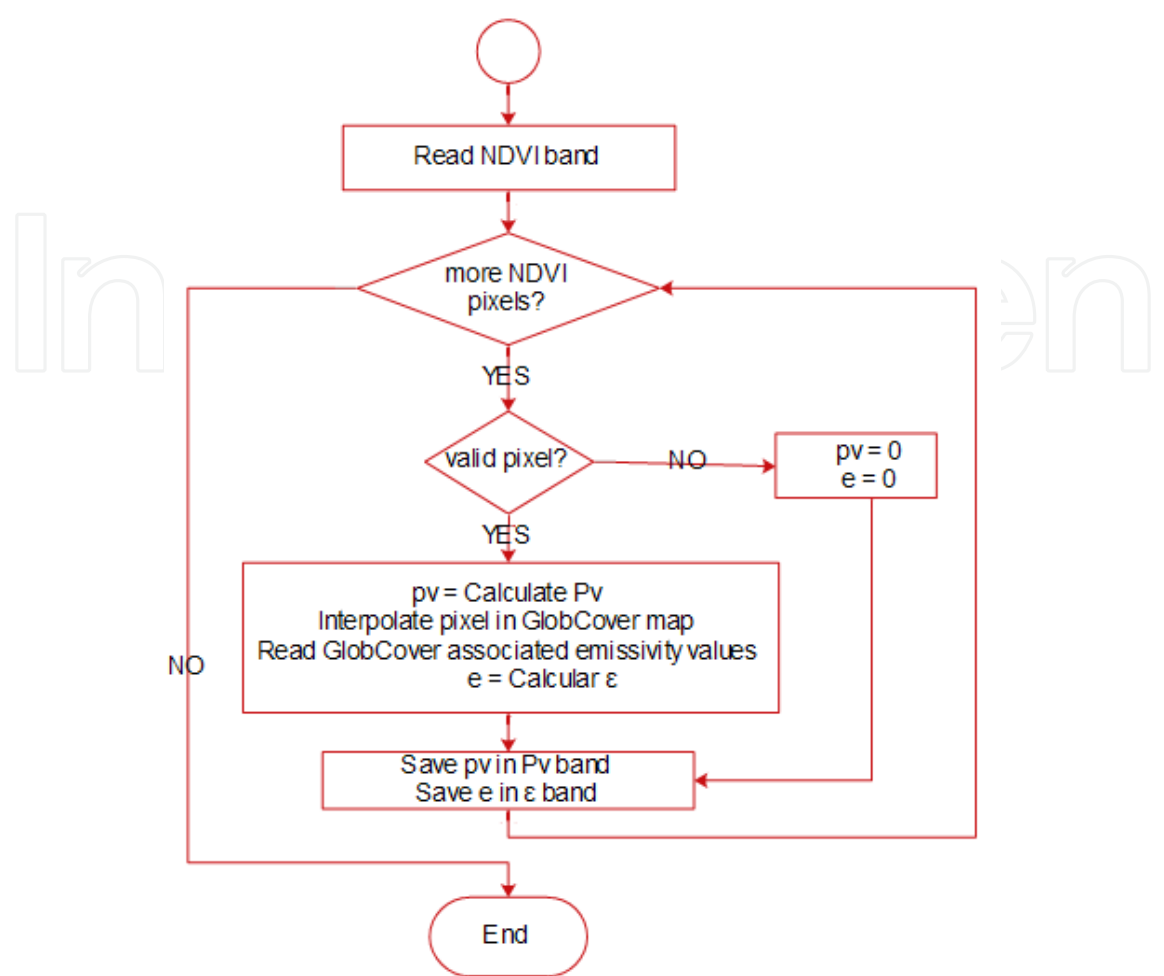 Read NDVI band
more NDVI
pixels?
YES
valid pixel?
NO
pv = 0
e = 0
YES
pv = Calculate Pv
Interpolate pixel in GlobCover map
Read GlobCover associated emissivity values
e = Calcular ε
NO
Save pv in Pv band
Save e in ε band
End